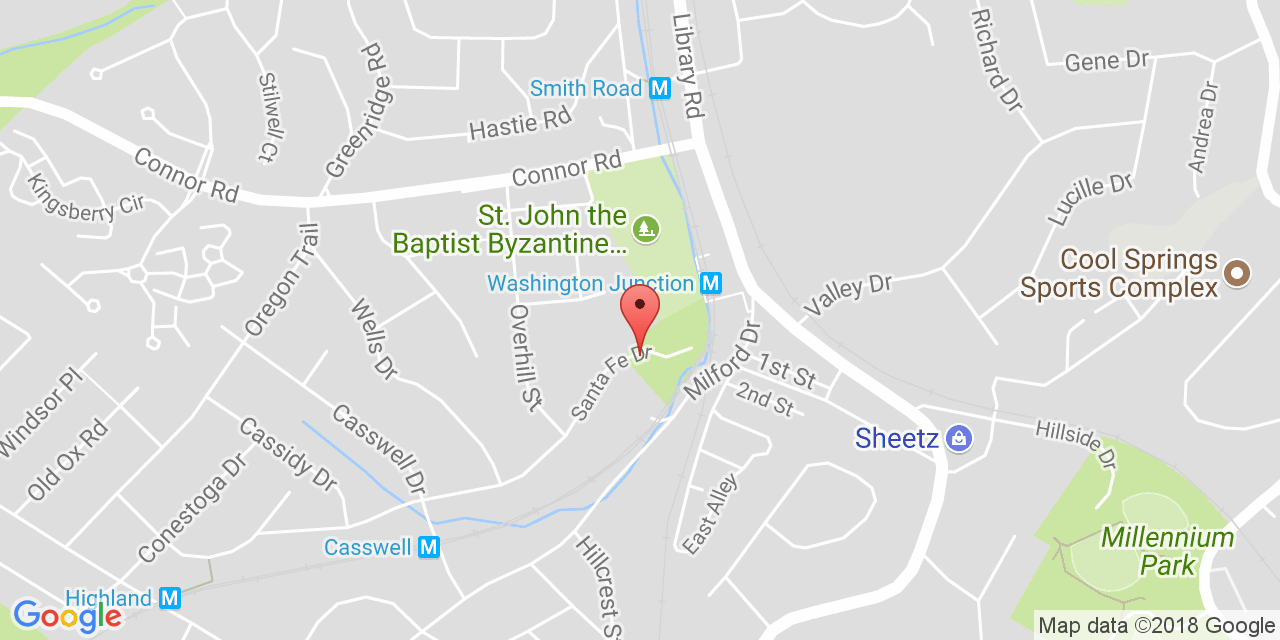 Library Rd
Richard Dr
Gene Dr
Greenridge Rd
Stilwell Ct
Smith Road M
Hastie Rd
Andrea Dr
Connor Rd
Connor Rd
Kingsberry Cir
Lucille Dr
St. John the
Baptist Byzantine...
Oregon Trail
Cool Springs
Sports Complex
Washington Junction M
Valley Dr
Overhill St
Wells Dr
Santa Fe Dr
Milford Dr
1st St
2nd St
Windsor Pl
Old Ox Rd
Cassidy Dr
Casswell Dr
Conestoga Dr
Sheetz
Hillside Dr
East Alley
Millennium
Park
Casswell M
Hillcrest St
Highland M
Google
Map data ©2018 Google